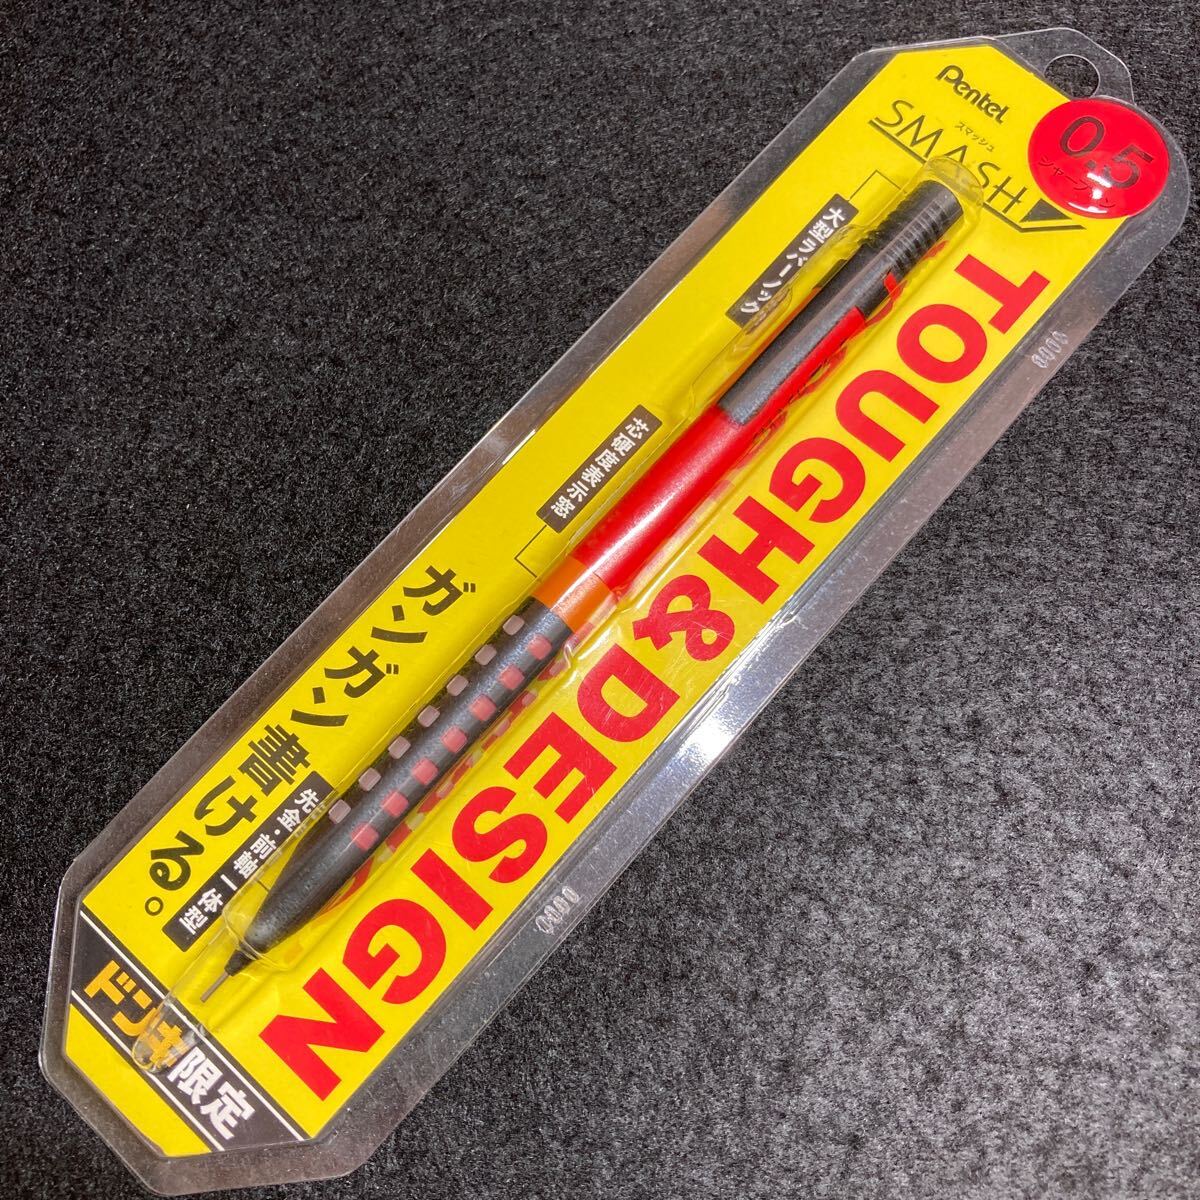 Pentel
スマッシュ
SMASH
0.5
シャープペン
大型ラバーノック
芯硬度表示窓
TOUGH&DESIGN
ガンガン書ける。
先金・前軸一体型
ドンキ限定